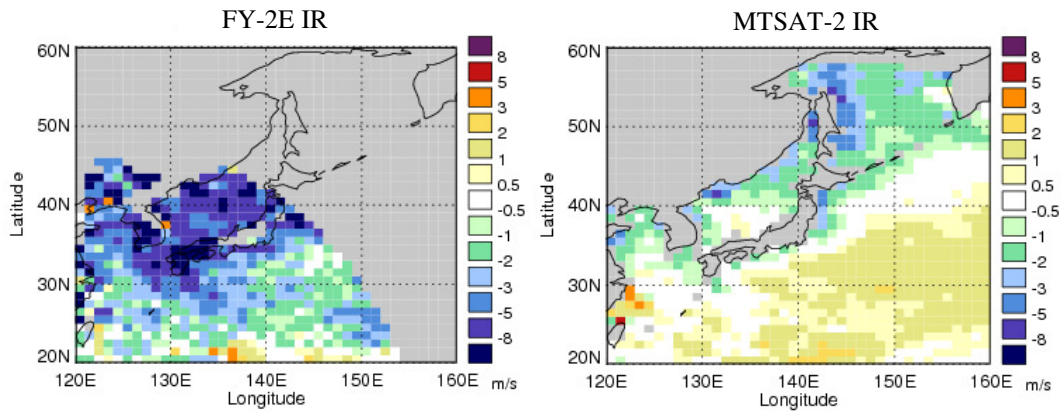 FY-2E IR
60N
50N
40N
30N
20N
Latitude
120E 130E 140E 150E 160E
Longitude
8
5
3
2
1
0.5
-0.5
-1
-2
-3
-5
-8
m/s
MTSAT-2 IR
60N
50N
40N
30N
20N
Latitude
120E 130E 140E 150E 160E
Longitude
8
5
3
2
1
0.5
-0.5
-1
-2
-3
-5
-8
m/s